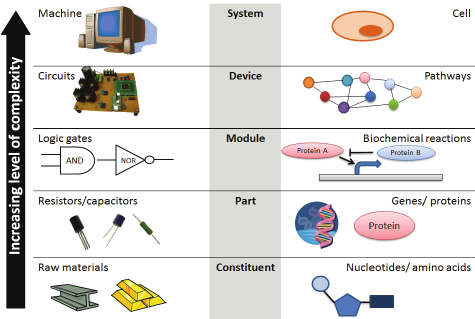 Increasing level of complexity
Machine
System
Cell
Circuits
Device
Pathways
Logic gates
Module
Biochemical reactions
AND
NOR
Protein A
Protein B
Resistors/capacitors
Part
Genes/ proteins
Protein
Raw materials
Constituent
Nucleotides/ amino acids